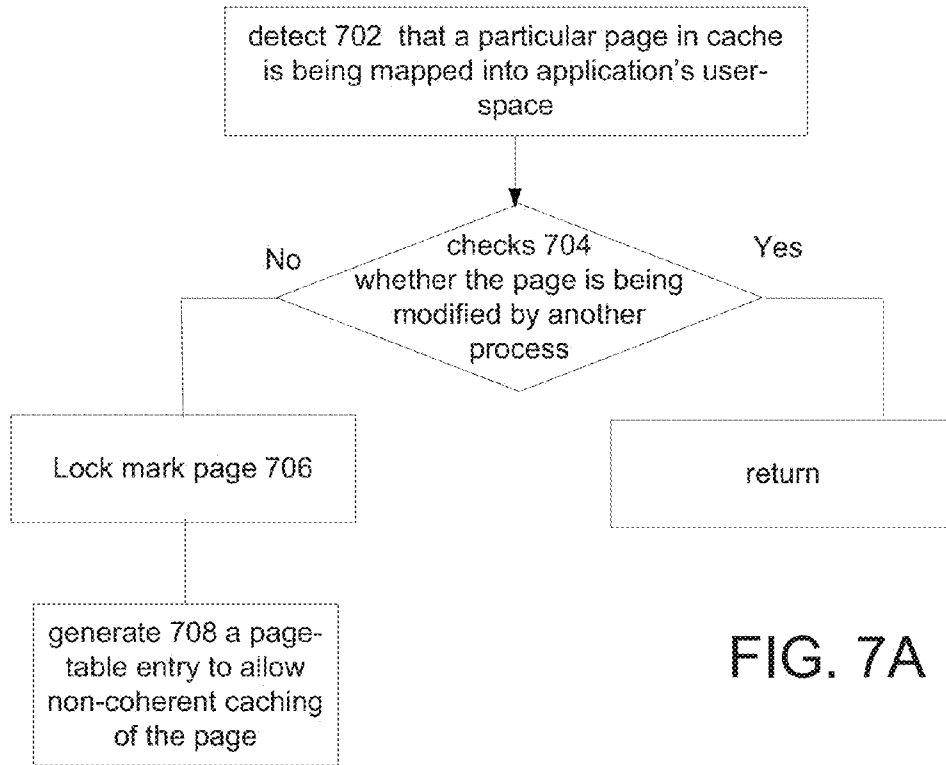 detect 702 that a particular page in cache
is being mapped into application's user-
space
No
checks 704
whether the page is being
modified by another
process
Yes
Lock mark page 706
return
generate 708 a page-
table entry to allow
non-coherent caching
of the page
FIG. 7A